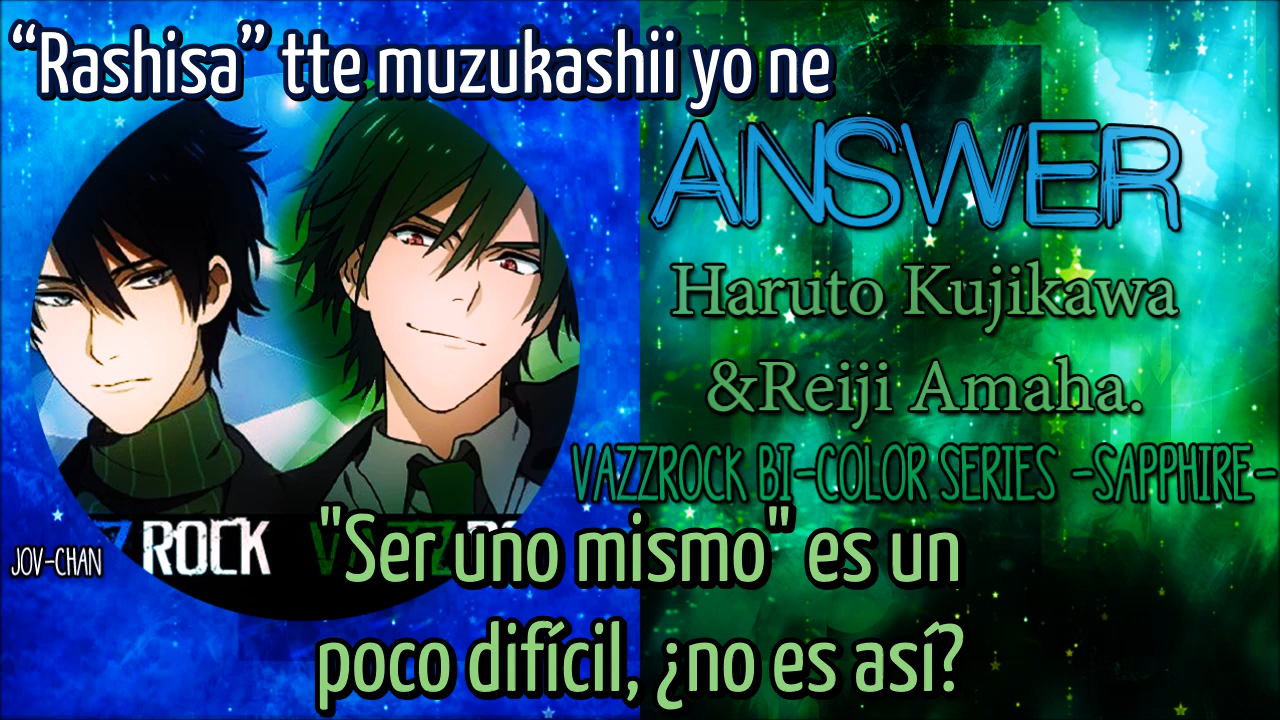 “Rashisa” tte muzukashii yo ne
ANSWER
Haruto Kujikawa
&Reiji Amaha.
VAZZROCK BI-COLOR SERIES -SAPPHIRE-
ROCK
JOV-CHAN
"Ser uno mismo" es un
poco difícil, ¿no es así?